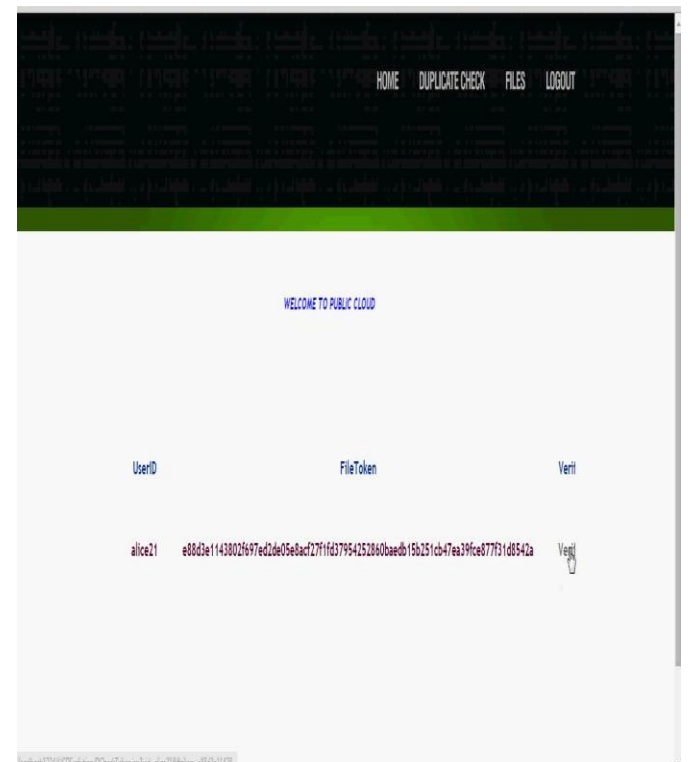 HOME DUPLICATE CHECK FILES LOGOUT
WELCOME TO PUBLIC CLOUD
UserID FileToken Verif
alice21 e88d3e1143802f697ed2de05e8acf27f1fd37954252860baedb15b251cb47ea39fce877f31d8542a